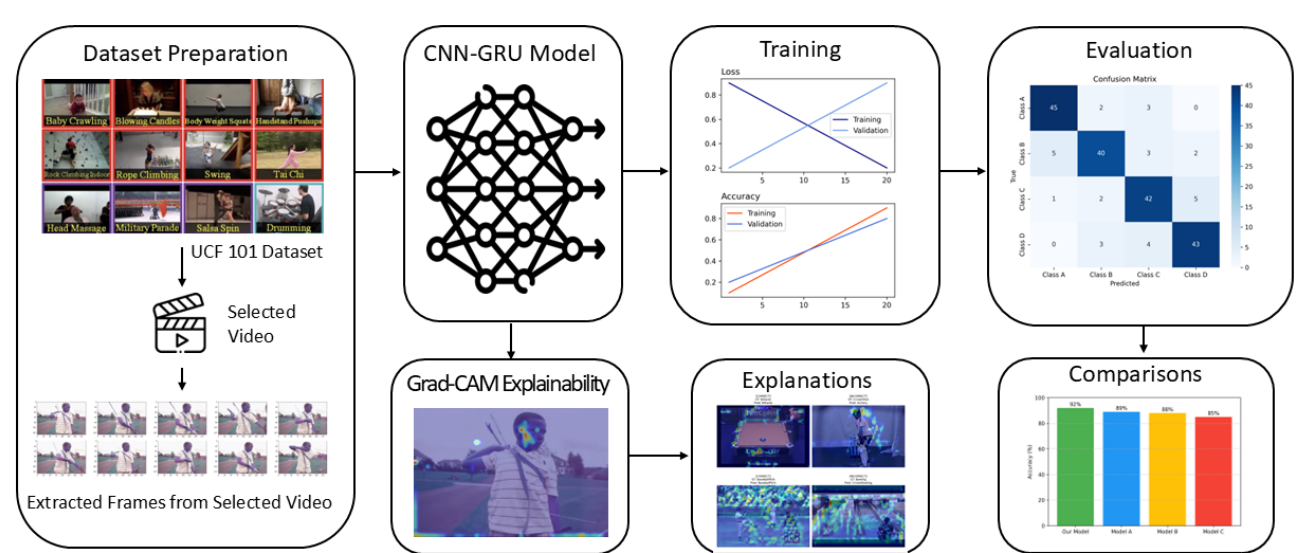 Dataset Preparation
Baby Crawling Blowing Candles Body Weight Squats Handstand Pushups
Rock Climbing Indoor Rope Climbing Swing Tai Chi
Head Massage Military Parade Salsa Spin Drumming
UCF 101 Dataset
Selected
Video
Extracted Frames from Selected Video
CNN-GRU Model
Training
Loss
0.8
0.6
0.4
0.2
Training
Validation
5 10 15 20
Accuracy
0.8
0.6
0.4
0.2
Training
Validation
5 10 15 20
Evaluation
Confusion Matrix
True
Class A 45 2 3 0
Class B 5 40 3 2
Class C 1 2 42 5
Class D 0 3 4 43
Class A Class B Class C Class D
Predicted
45
40
35
30
25
20
15
10
5
0
Grad-CAM Explainability
Explanations
Comparisons
Accuracy (%)
100
80
60
40
20
0
92% 89% 88% 85%
Our Model Model A Model B Model C